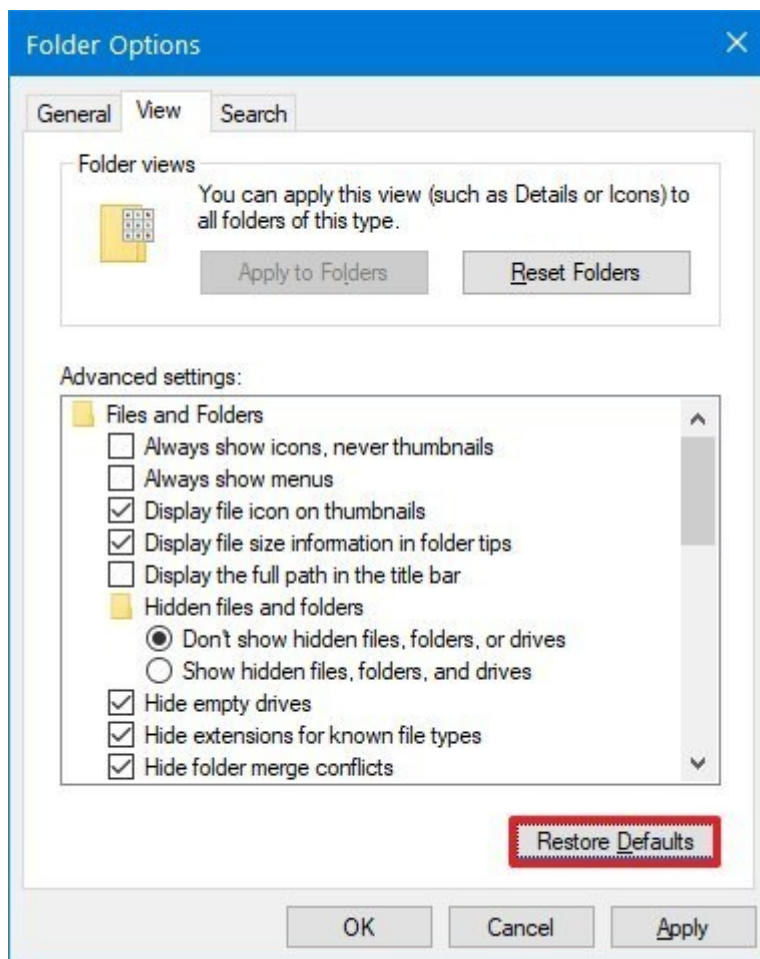 Folder Options
General View Search
Folder views
You can apply this view (such as Details or Icons) to
all folders of this type.
Apply to Folders Reset Folders
Advanced settings:
Files and Folders
Always show icons, never thumbnails
Always show menus
Display file icon on thumbnails
Display file size information in folder tips
Display the full path in the title bar
Hidden files and folders
Don't show hidden files, folders, or drives
Show hidden files, folders, and drives
Hide empty drives
Hide extensions for known file types
Hide folder merge conflicts
Restore Defaults
OK Cancel Apply